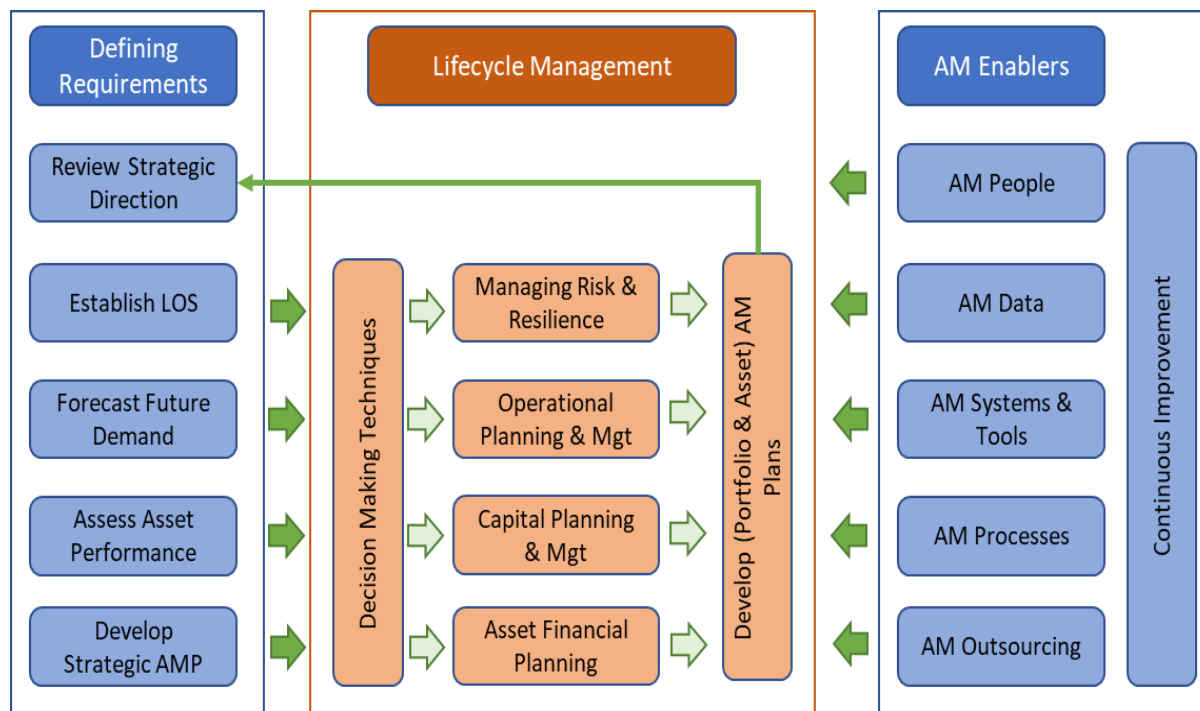 Defining
Requirements
Review Strategic
Direction
Establish LOS
Forecast Future
Demand
Assess Asset
Performance
Develop
Strategic AMP
Lifecycle Management
Decision Making Techniques
Managing Risk &
Resilience
Operational
Planning & Mgt
Capital Planning
& Mgt
Asset Financial
Planning
Develop (Portfolio & Asset) AM
Plans
AM Enablers
AM People
AM Data
AM Systems &
Tools
AM Processes
AM Outsourcing
Continuous Improvement